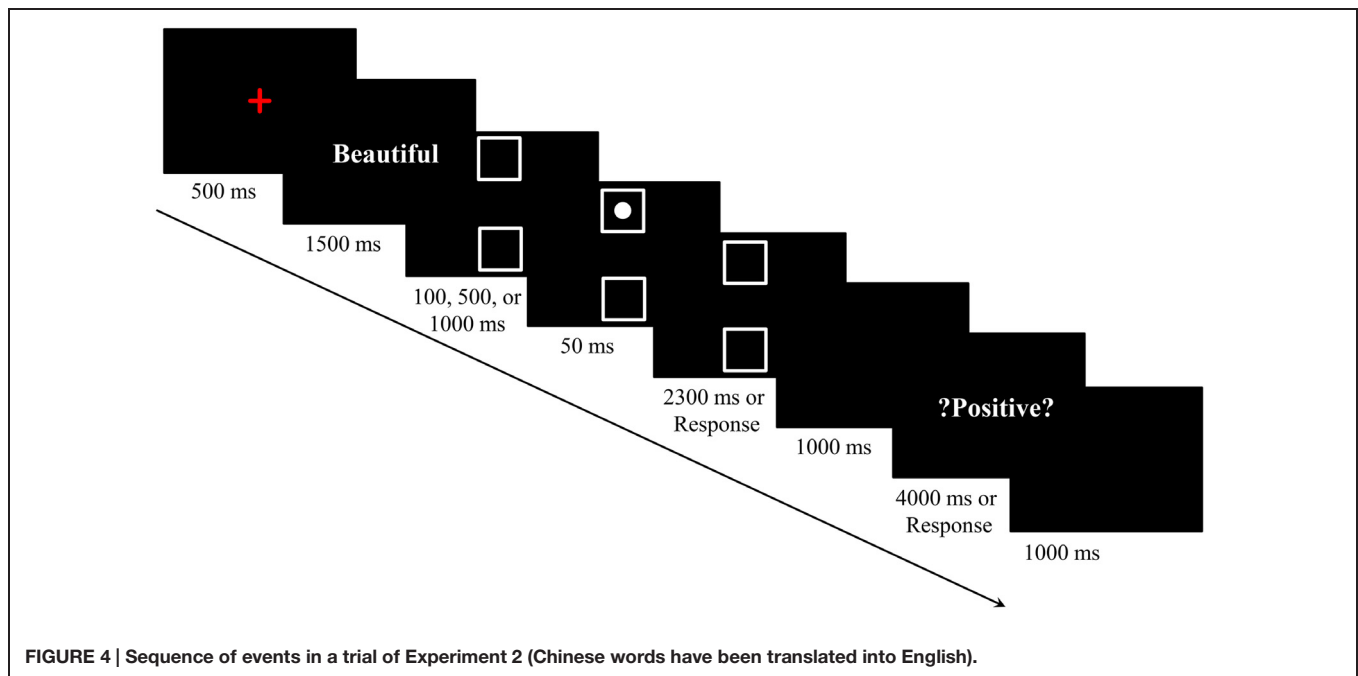 Beautiful
500 ms
1500 ms
100, 500, or
1000 ms
50 ms
2300 ms or
Response
?Positive?
1000 ms
4000 ms or
Response
1000 ms
FIGURE 4 | Sequence of events in a trial of Experiment 2 (Chinese words have been translated into English).